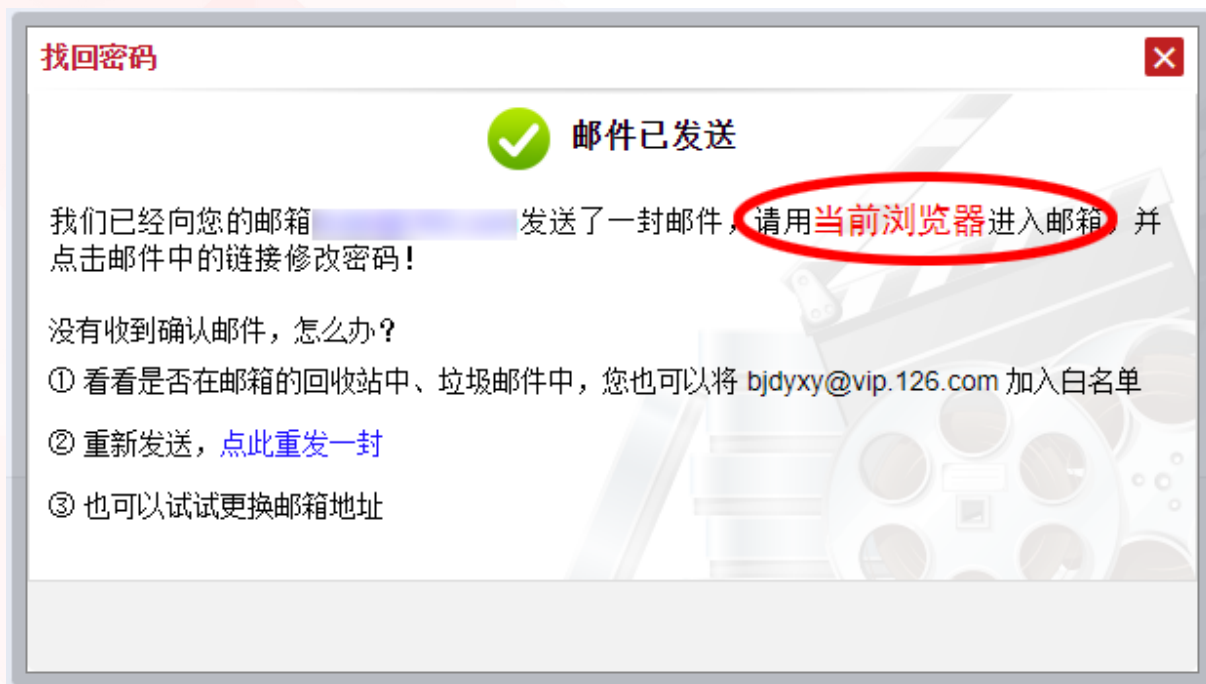 找回密码
邮件已发送
我们已经向您的邮箱 发送了一封邮件，请用当前浏览器进入邮箱，并
点击邮件中的链接修改密码！
没有收到确认邮件，怎么办？
① 看看是否在邮箱的回收站中、垃圾邮件中，您也可以将 bjdyxy@vip.126.com 加入白名单
② 重新发送，点此重发一封
③ 也可以试试更换邮箱地址